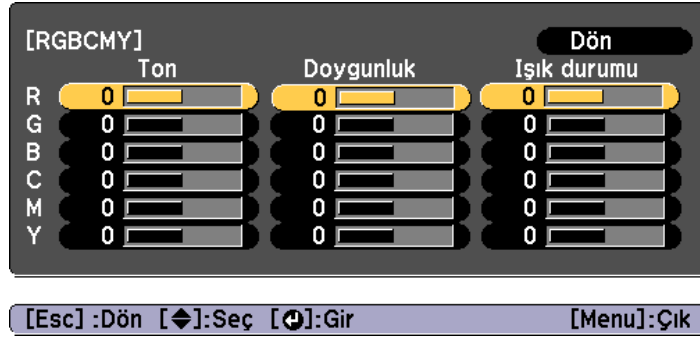 [RGBCMY] Dön
Ton Doygunluk Işık durumu
R 0 0 0
G 0 0 0
B 0 0 0
C 0 0 0
M 0 0 0
Y 0 0 0
[Esc] :Dön [◆]:Seç [↵]:Gir [Menu]:Çık